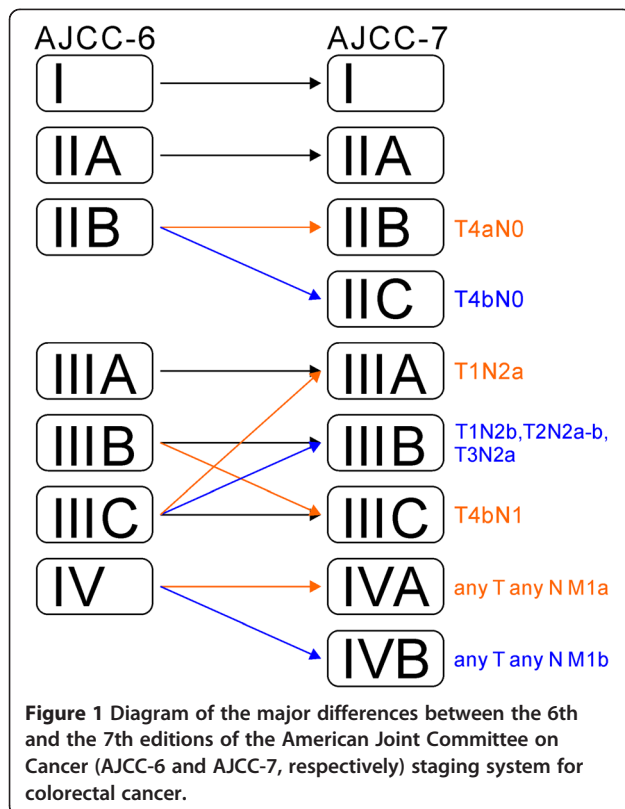 AJCC-6 AJCC-7
I I
IIA IIA
IIB IIB T4aN0
IIC T4bN0
IIIA IIIA T1N2a
IIIB IIIB T1N2b,T2N2a-b,
T3N2a
IIIC IIIC T4bN1
IV IVA any T any N M1a
IVB any T any N M1b
Figure 1 Diagram of the major differences between the 6th
and the 7th editions of the American Joint Committee on
Cancer (AJCC-6 and AJCC-7, respectively) staging system for
colorectal cancer.